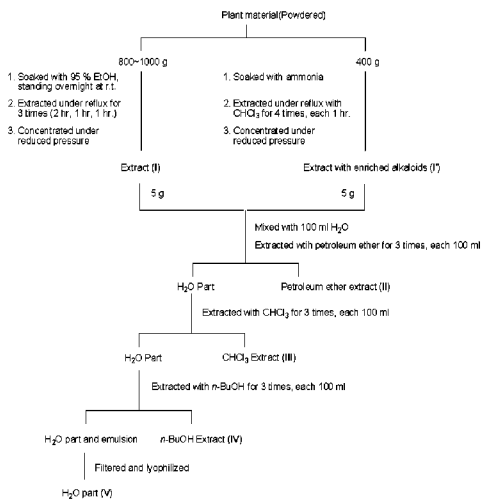 Plant material(Powdered)
800~1000 g
400 g
1. Soaked with 95 % EtOH,
standing overnight at r.t.
2. Extracted under reflux for
3 times (2 hr, 1 hr, 1 hr.)
3. Concentrated under
reduced pressure
1. Soaked with ammonia
2. Extracted under reflux with
CHCl₃ for 4 times, each 1 hr.
3. Concentrated under
reduced pressure
Extract (I)
Extract with enriched alkaloids (I')
5 g
5 g
Mixed with 100 ml H₂O
Extracted with petroleum ether for 3 times, each 100 ml
H₂O Part
Petroleum ether extract (II)
Extracted with CHCl₃ for 3 times, each 100 ml
H₂O Part
CHCl₃ Extract (III)
Extracted with n-BuOH for 3 times, each 100 ml
H₂O part and emulsion
n-BuOH Extract (IV)
Filtered and lyophilized
H₂O part (V)